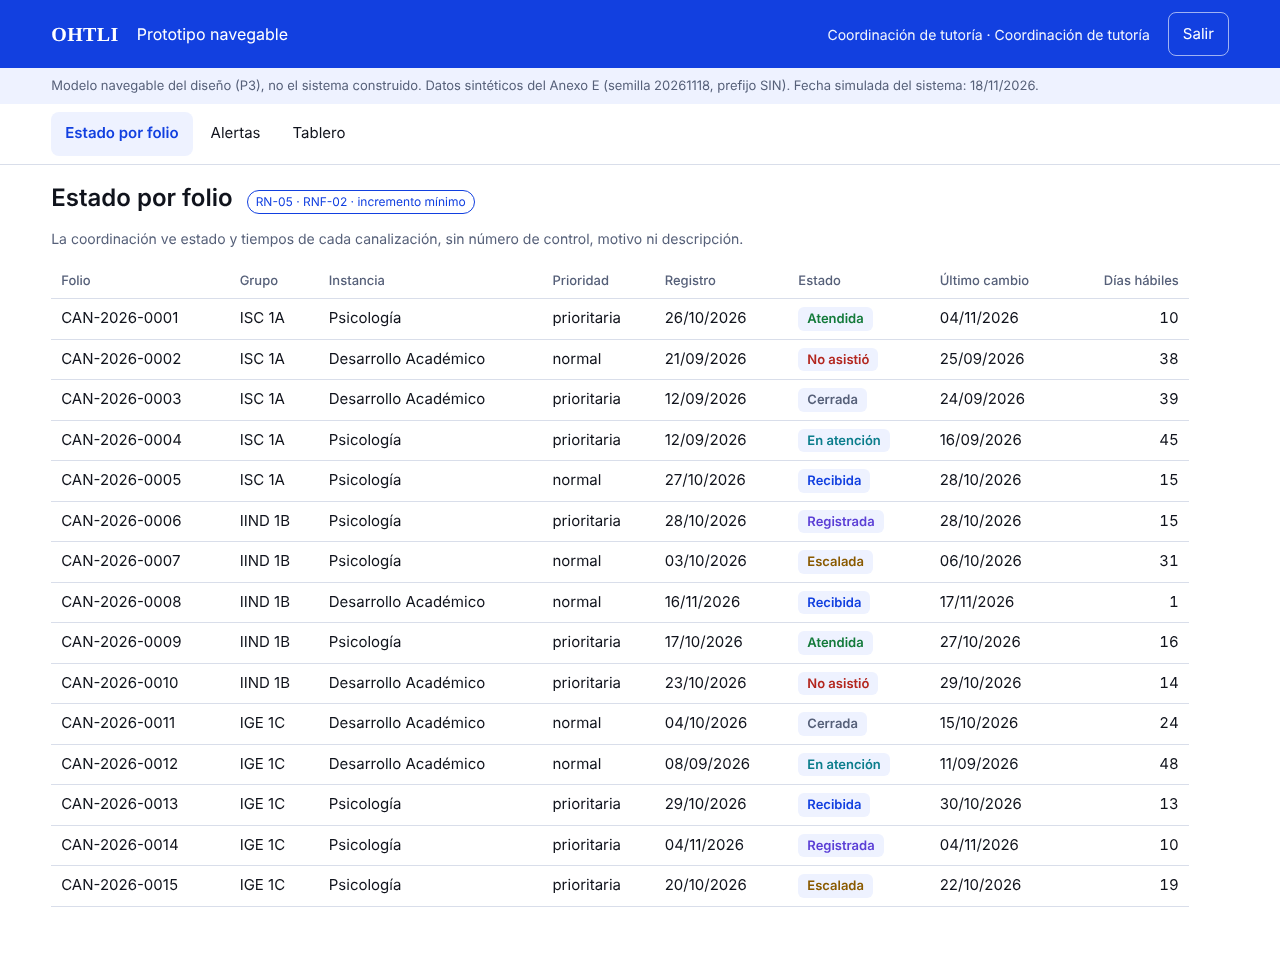 OHTLI Prototipo navegable Coordinación de tutoría · Coordinación de tutoría Salir
Modelo navegable del diseño (P3), no el sistema construido. Datos sintéticos del Anexo E (semilla 20261118, prefijo SIN). Fecha simulada del sistema: 18/11/2026.
Estado por folio Alertas Tablero
Estado por folio RN-05 · RNF-02 · incremento mínimo
La coordinación ve estado y tiempos de cada canalización, sin número de control, motivo ni descripción.
Folio Grupo Instancia Prioridad Registro Estado Último cambio Días hábiles
CAN-2026-0001 ISC 1A Psicología prioritaria 26/10/2026 Atendida 04/11/2026 10
CAN-2026-0002 ISC 1A Desarrollo Académico normal 21/09/2026 No asistió 25/09/2026 38
CAN-2026-0003 ISC 1A Desarrollo Académico prioritaria 12/09/2026 Cerrada 24/09/2026 39
CAN-2026-0004 ISC 1A Psicología prioritaria 12/09/2026 En atención 16/09/2026 45
CAN-2026-0005 ISC 1A Psicología normal 27/10/2026 Recibida 28/10/2026 15
CAN-2026-0006 IIND 1B Psicología prioritaria 28/10/2026 Registrada 28/10/2026 15
CAN-2026-0007 IIND 1B Psicología normal 03/10/2026 Escalada 06/10/2026 31
CAN-2026-0008 IIND 1B Desarrollo Académico normal 16/11/2026 Recibida 17/11/2026 1
CAN-2026-0009 IIND 1B Psicología prioritaria 17/10/2026 Atendida 27/10/2026 16
CAN-2026-0010 IIND 1B Desarrollo Académico prioritaria 23/10/2026 No asistió 29/10/2026 14
CAN-2026-0011 IGE 1C Desarrollo Académico normal 04/10/2026 Cerrada 15/10/2026 24
CAN-2026-0012 IGE 1C Desarrollo Académico normal 08/09/2026 En atención 11/09/2026 48
CAN-2026-0013 IGE 1C Psicología prioritaria 29/10/2026 Recibida 30/10/2026 13
CAN-2026-0014 IGE 1C Psicología prioritaria 04/11/2026 Registrada 04/11/2026 10
CAN-2026-0015 IGE 1C Psicología prioritaria 20/10/2026 Escalada 22/10/2026 19